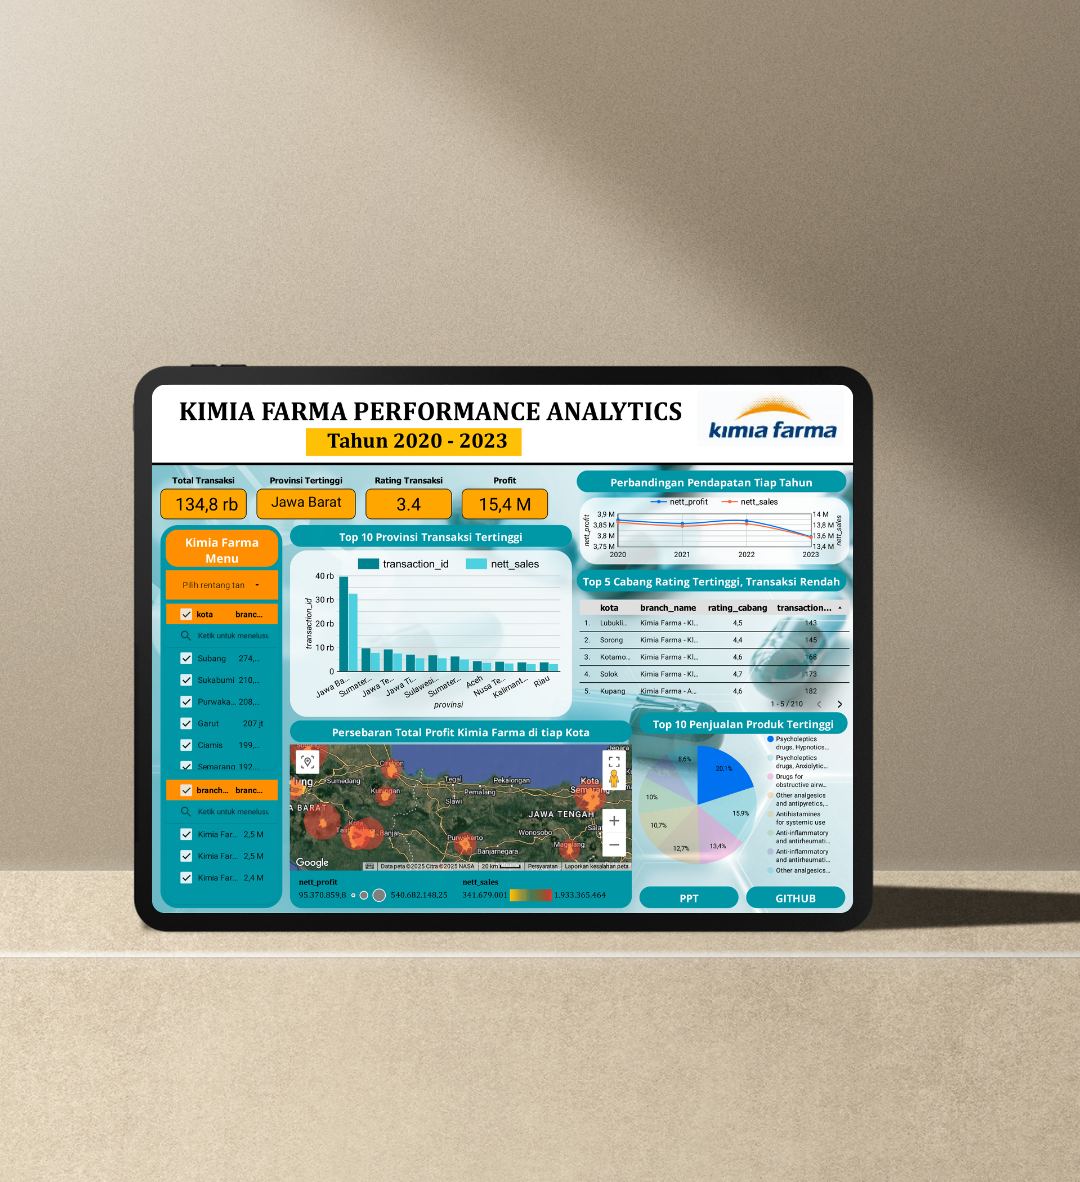 KIMIA FARMA PERFORMANCE ANALYTICS
Tahun 2020 - 2023
kimia farma
Total Transaksi
134,8 rb
Provinsi Tertinggi
Jawa Barat
Rating Transaksi
3.4
Profit
15,4 M
Kimia Farma
Menu
Pilih rentang tan
kota branc...
Ketik untuk menelusu
Subang 274,...
Sukabumi 210,...
Purwaka... 208,...
Garut 207 jt
Ciamis 199,...
Semarang 192,...
branch... branc...
Ketik untuk menelusu
Kimia Far... 2,5 M
Kimia Far... 2,5 M
Kimia Far... 2,4 M
Top 10 Provinsi Transaksi Tertinggi
transaction_id nett_sales
40 rb
30 rb
20 rb
10 rb
0
transaction_id
Jawa Ba...
Sumater...
Jawa Te...
Jawa Ti...
Sulawesi...
Sumater...
Aceh
Nusa Te...
Kalimant...
Riau
provinsi
Persebaran Total Profit Kimia Farma di tiap Kota
Sumedang
Kuningan
Tegal
Pekalongan
Slawi
Pemalang
Kota
Semarang
JAWA TENGAH
A BARAT
Banjar
Purwokerto
Wonosobo
Banjarnegara
Magelang
Google
Data peta ©2025 Citra ©2025 NASA 20 km Persyaratan Laporkan kesalahan peta
nett_profit
95.370.859,8 540.682.148,25
nett_sales
341.679.001 1.933.365.464
Perbandingan Pendapatan Tiap Tahun
nett_profit nett_sales
3,9 M
3,85 M
3,8 M
3,75 M
nett_profit
14 M
13,8 M
13,6 M
13,4 M
nett_sales
2020 2021 2022 2023
Top 5 Cabang Rating Tertinggi, Transaksi Rendah
kota branch_name rating_cabang transaction...
1. Lubukli... Kimia Farma - Kl... 4,5 143
2. Sorong Kimia Farma - Kl... 4,4 145
3. Kotamo... Kimia Farma - Kl... 4,6 168
4. Solok Kimia Farma - Kl... 4,7 173
5. Kupang Kimia Farma - A... 4,6 182
1 - 5 / 210
Top 10 Penjualan Produk Tertinggi
20,1%
15,9%
13,4%
12,7%
10,7%
10%
8,6%
Psycholeptics
drugs, Hypnotics...
Psycholeptics
drugs, Anxiolytic...
Drugs for
obstructive airw...
Other analgesics
and antipyretics,...
Antihistamines
for systemic use
Anti-inflammatory
and antirheumati...
Anti-inflammatory
and antirheumati...
Other analgesics...
PPT
GITHUB